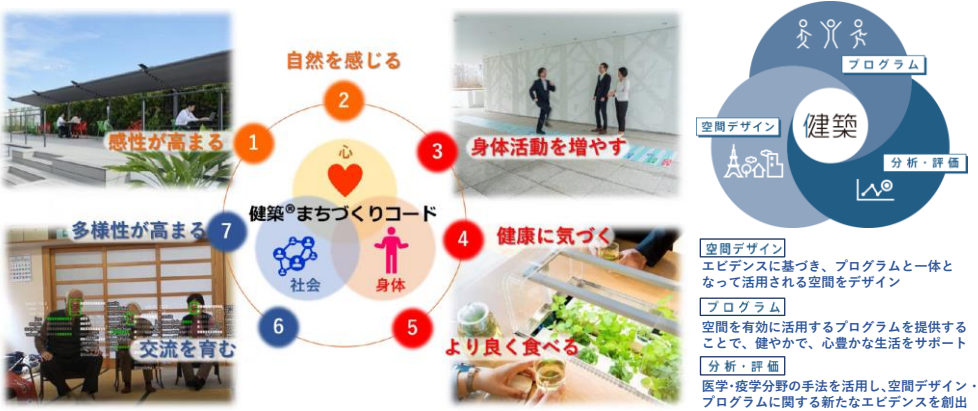 自然を感じる
2
感性が高まる
1
3
身体活動を増やす
心
健築®まちづくりコード
多様性が高まる
7
4
健康に気づく
社会
身体
6
5
交流を育む
より良く食べる
プログラム
空間デザイン
健築
分析・評価
空間デザイン
エビデンスに基づき、プログラムと一体と
なって活用される空間をデザイン
プログラム
空間を有効に活用するプログラムを提供する
ことで、健やかで、心豊かな生活をサポート
分析・評価
医学・疫学分野の手法を活用し、空間デザイン・
プログラムに関する新たなエビデンスを創出